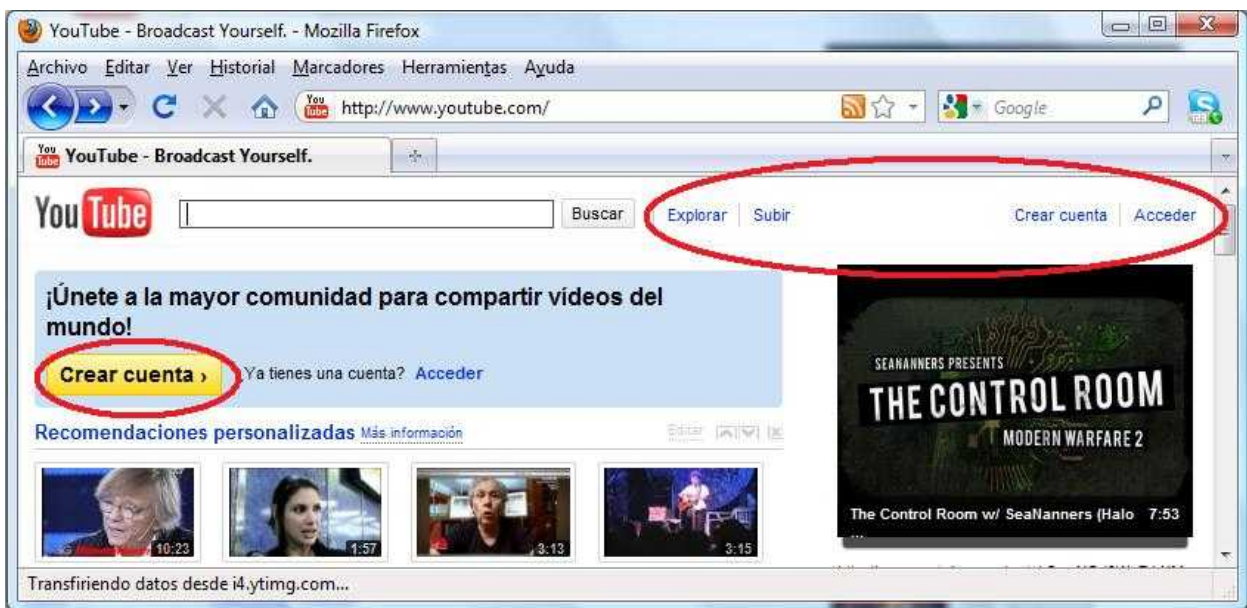 YouTube - Broadcast Yourself. - Mozilla Firefox
Archivo Editar Ver Historial Marcadores Herramientas Ayuda
You Tube http://www.youtube.com/ Google
You Tube YouTube - Broadcast Yourself.
You Tube Buscar Explorar Subir Crear cuenta Acceder
¡Únete a la mayor comunidad para compartir vídeos del
mundo!
Crear cuenta › Ya tienes una cuenta? Acceder
Recomendaciones personalizadas Más información Editar
10:23 1:57 3:13 3:15
SEANANNERS PRESENTS
THE CONTROL ROOM
MODERN WARFARE 2
The Control Room w/ SeaNanners (Halo 7:53
...
Transfiriendo datos desde i4.ytimg.com...